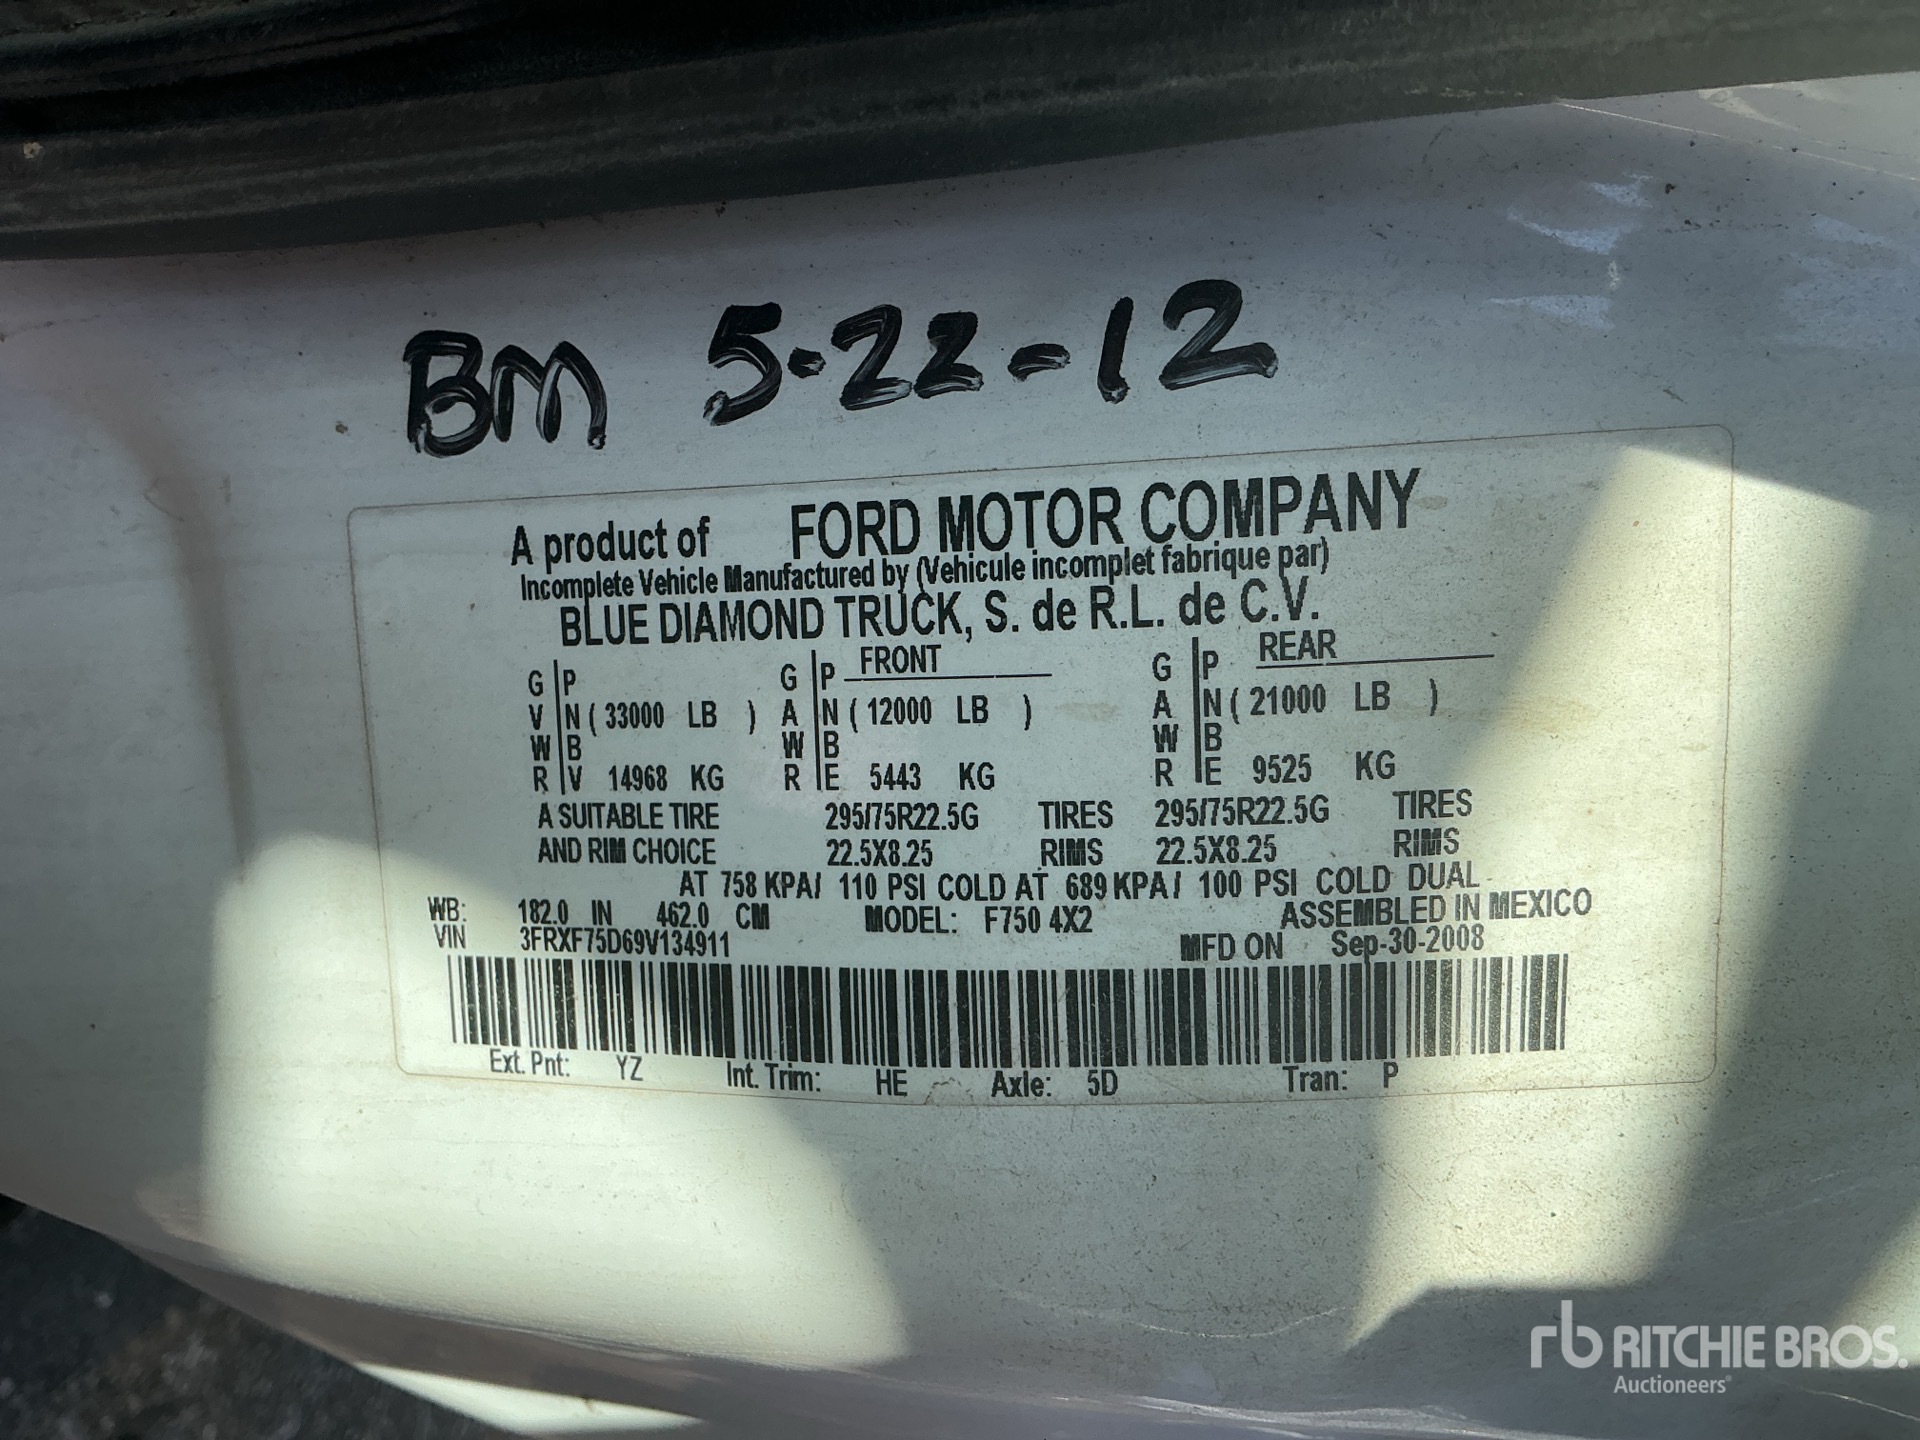 BM 5-22-12
A product of FORD MOTOR COMPANY
Incomplete Vehicle Manufactured by (Vehicule incomplet fabrique par)
BLUE DIAMOND TRUCK, S. de R.L. de C.V.
G P G P FRONT G P REAR
V N ( 33000 LB ) A N ( 12000 LB ) A N ( 21000 LB )
W B W B W B
R V 14968 KG R E 5443 KG R E 9525 KG
A SUITABLE TIRE 295/75R22.5G TIRES 295/75R22.5G TIRES
AND RIM CHOICE 22.5X8.25 RIMS 22.5X8.25 RIMS
AT 758 KPA/ 110 PSI COLD AT 689 KPA/ 100 PSI COLD DUAL
WB: 182.0 IN 462.0 CM MODEL: F750 4X2 ASSEMBLED IN MEXICO
VIN 3FRXF75D69V134911 MFD ON Sep-30-2008
Ext. Pnt: YZ Int. Trim: HE Axle: 5D Tran: P
rb RITCHIE BROS.
Auctioneers